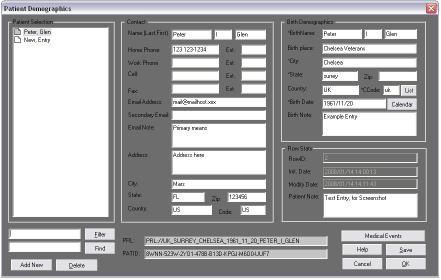 Patient Demographics
Patient Selection
Peter, Glen
New, Entry
Filter
Find
Add New
Delete
Contact
Name (Last, First) Peter I Glen
Home Phone 123 123-1234 Ext:
Work Phone Ext:
Cell Ext:
Fax: Ext:
Email Address mail@mailhost.xxx
Secondary Email
Email Note: Primary means
Address Address here
City: Mars
State: FL Zip: 123456
Country: US Code: US
Birth Demographics
*BirthName: Peter I Glen
Birth place: Chelsea Veterans
*City Chelsea
*State: surrey Zip:
Country: UK *CCode: uk List
*Birth Date: 1961/11/20 Calendar
Birth Note: Example Entry
Row Stats
RowID: 2
Init. Date: 2008/01/14 14:00:13
Modify Date: 2008/01/14 14:11:43
Patient Note: Test Entry, for Screenshot
PRL: PRL://UK_SURREY_CHELSEA_1961_11_20_PETER_I_GLEN
PATID:
Medical Events
Help Save
Cancel OK